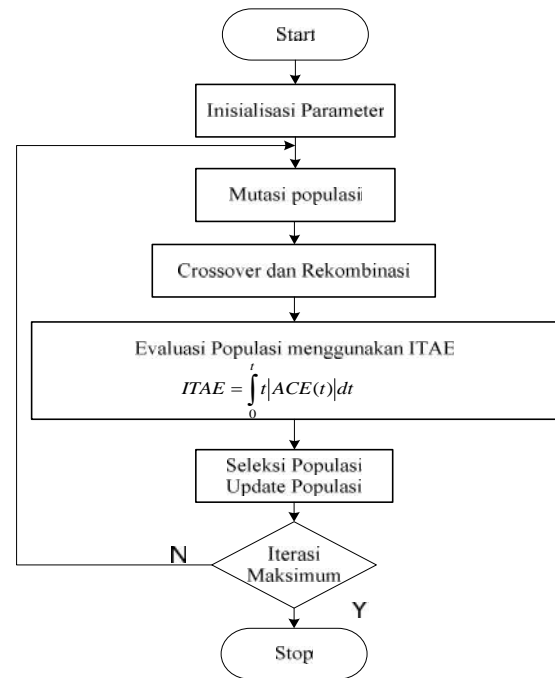 Start
Inisialisasi Parameter
Mutasi populasi
Crossover dan Rekombinasi
Evaluasi Populasi menggunakan ITAE
ITAE = ∫₀ᵗ t|ACE(t)|dt
Seleksi Populasi
Update Populasi
N
Iterasi
Maksimum
Y
Stop